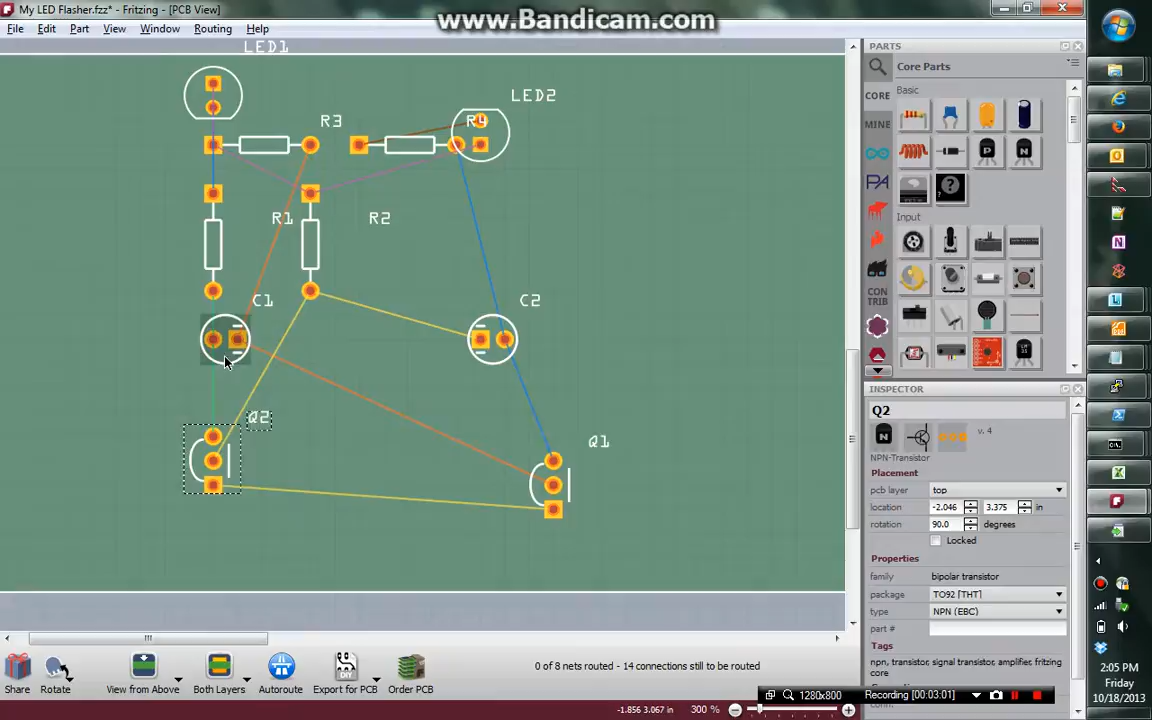 My LED Flasher.fzz* - Fritzing - [PCB View]
www.Bandicam.com
File Edit Part View Window Routing Help
LED1
LED2
R3
R4
R1
R2
C1
C2
Q2
Q1
PARTS
Core Parts
CORE
MINE
CON
TRIB
Basic
Input
INSPECTOR
Q2
v. 4
NPN-Transistor
Placement
pcb layer top
location -2.046 3.375 in
rotation 90.0 degrees
Locked
Properties
family bipolar transistor
package TO92 [THT]
type NPN (EBC)
part #
Tags
npn, transistor, signal transistor, amplifier, fritzing
core
Share
Rotate
View from Above
Both Layers
Autoroute
Export for PCB
Order PCB
0 of 8 nets routed - 14 connections still to be routed
-1.856 3.067 in
300 %
1280x800
Recording [00:03:01]
2:05 PM
Friday
10/18/2013